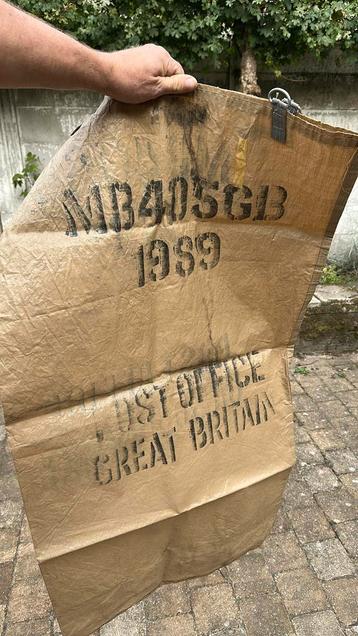 MB405GB
1989
POST OFFICE
GREAT BRITAIN